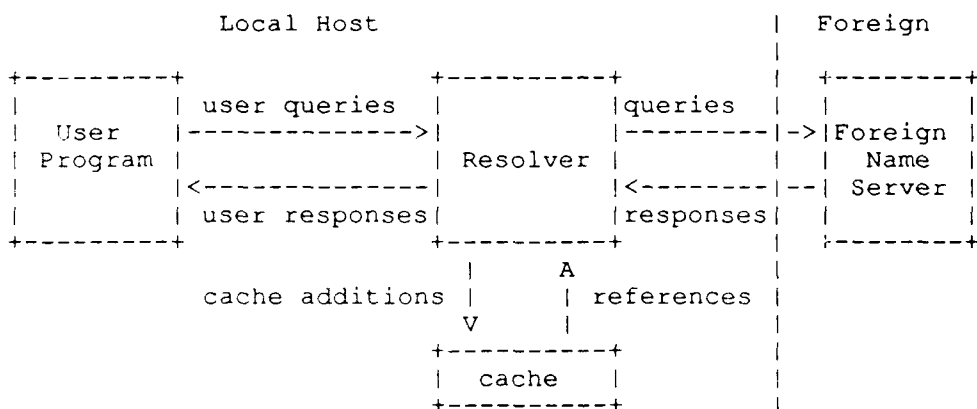 Local Host | Foreign
|
+---------+ +----------+ | +--------+
| | user queries | |queries | | |
| User |-------------->| |---------|->|Foreign |
| Program | | Resolver | | | Name |
| |<--------------| |<--------|--| Server |
| | user responses| |responses| | |
+---------+ +----------+ | +--------+
| A |
cache additions | | references |
V | |
+----------+ |
| cache | |
+----------+ |